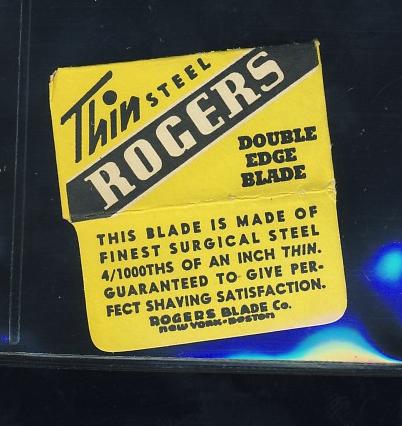 Thin STEEL
ROGERS
DOUBLE
EDGE
BLADE
THIS BLADE IS MADE OF
FINEST SURGICAL STEEL
4/1000THS OF AN INCH THIN.
GUARANTEED TO GIVE PER-
FECT SHAVING SATISFACTION.
ROGERS BLADE Co.
NEW YORK-BOSTON